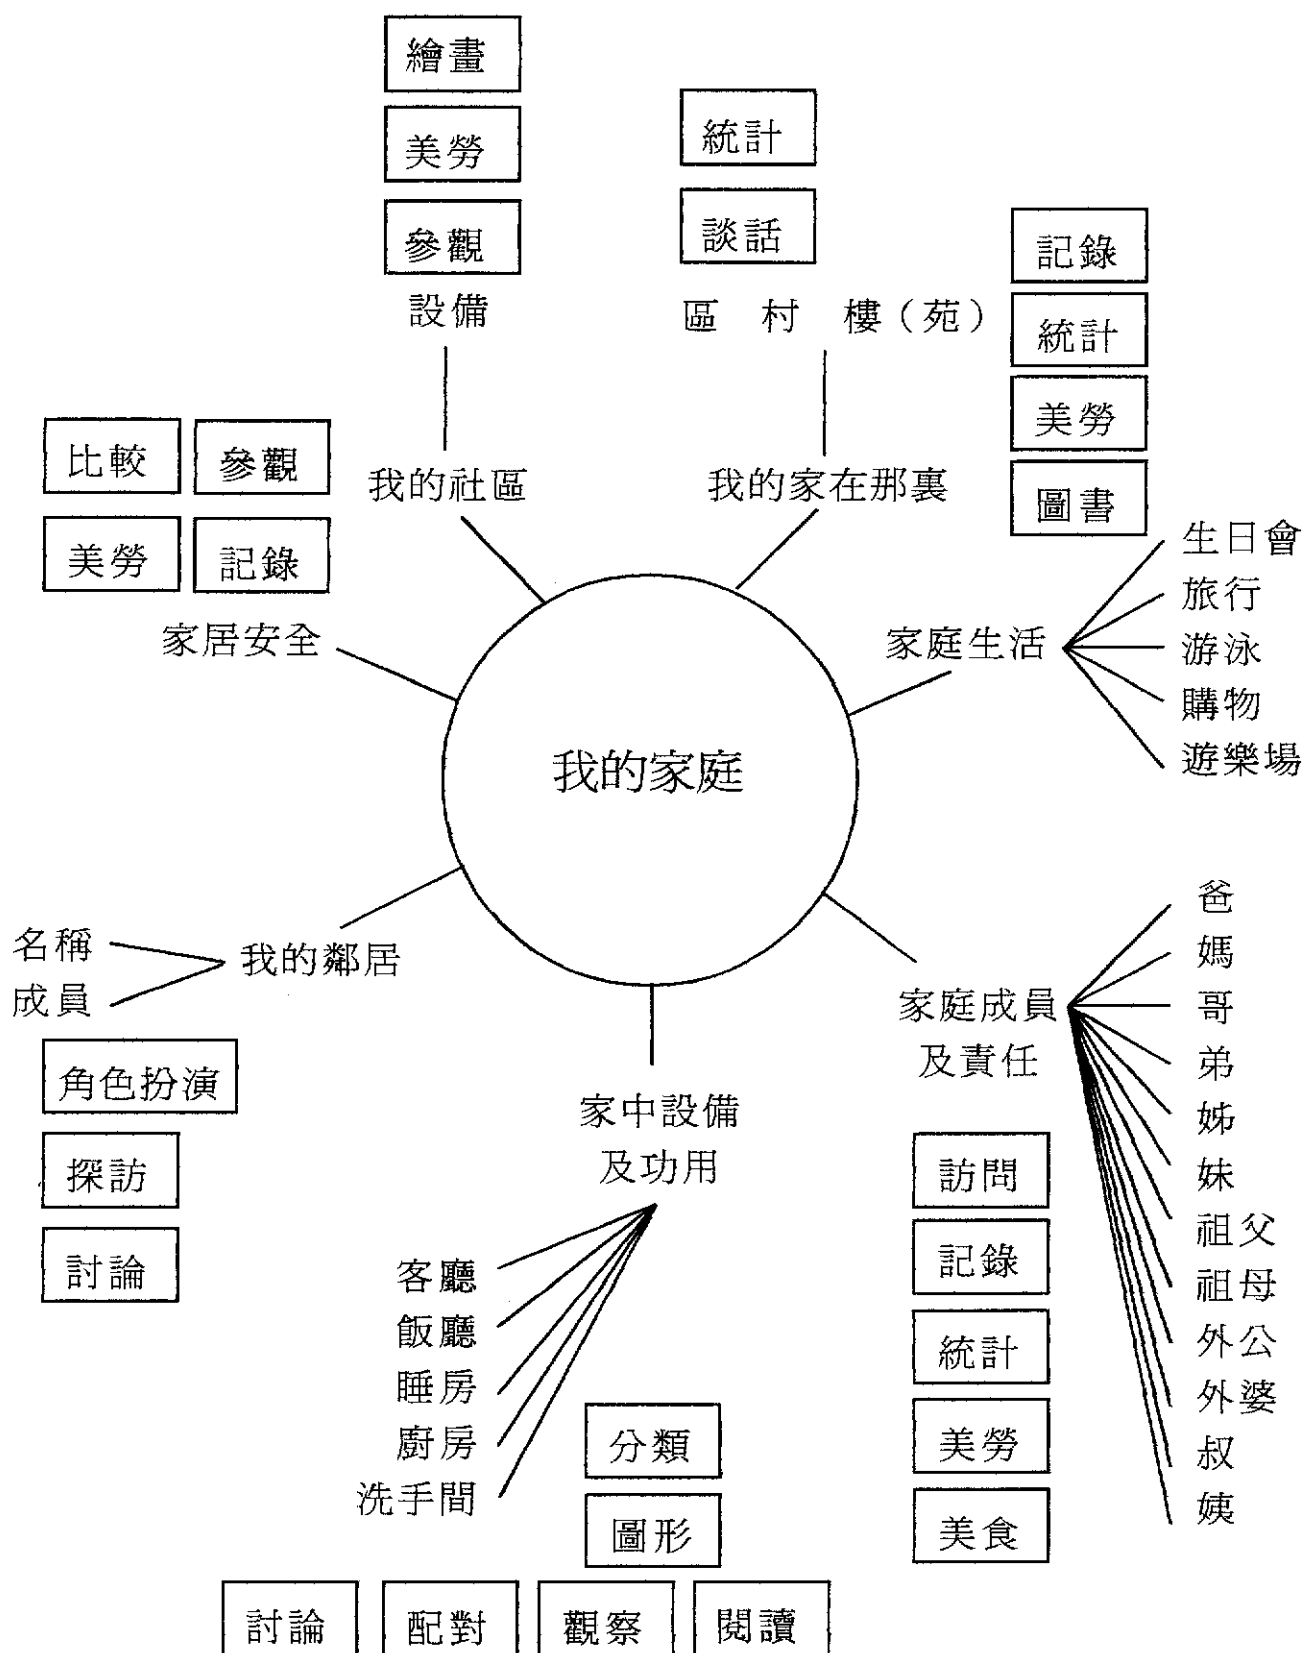 繪畫
美勞
參觀
設備
我的社區
統計
談話
區 村 樓（苑）
我的家在那裏
記錄
統計
美勞
圖書
家庭生活
生日會
旅行
游泳
購物
遊樂場
比較 參觀
美勞 記錄
家居安全
我的家庭
名稱
成員
我的鄰居
角色扮演
探訪
討論
家中設備
及功用
客廳
飯廳
睡房
廚房
洗手間
分類
圖形
討論 配對 觀察 閱讀
家庭成員
及責任
爸
媽
哥
弟
姊
妹
祖父
祖母
外公
外婆
叔
姨
訪問
記錄
統計
美勞
美食